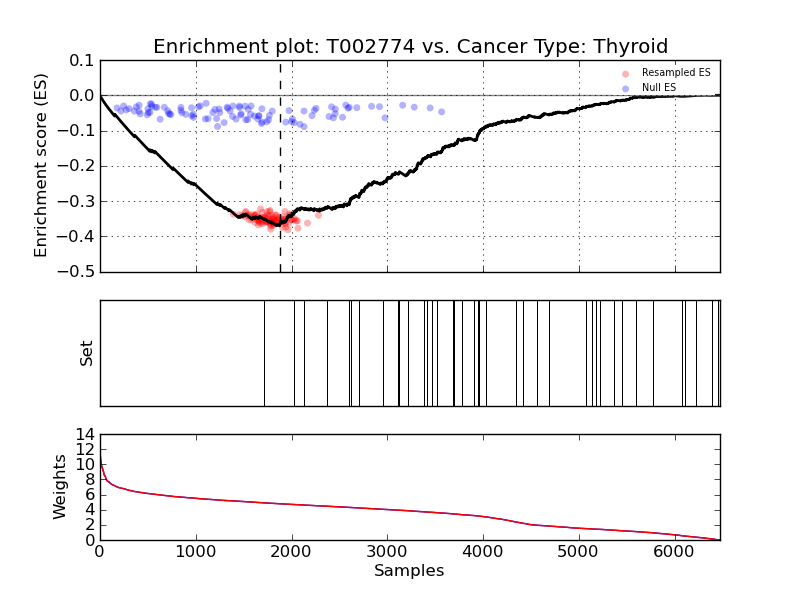 Enrichment plot: T002774 vs. Cancer Type: Thyroid
Enrichment score (ES)
0.1
0.0
−0.1
−0.2
−0.3
−0.4
−0.5
Resampled ES
Null ES
Set
Weights
14
12
10
8
6
4
2
0
0 1000 2000 3000 4000 5000 6000
Samples